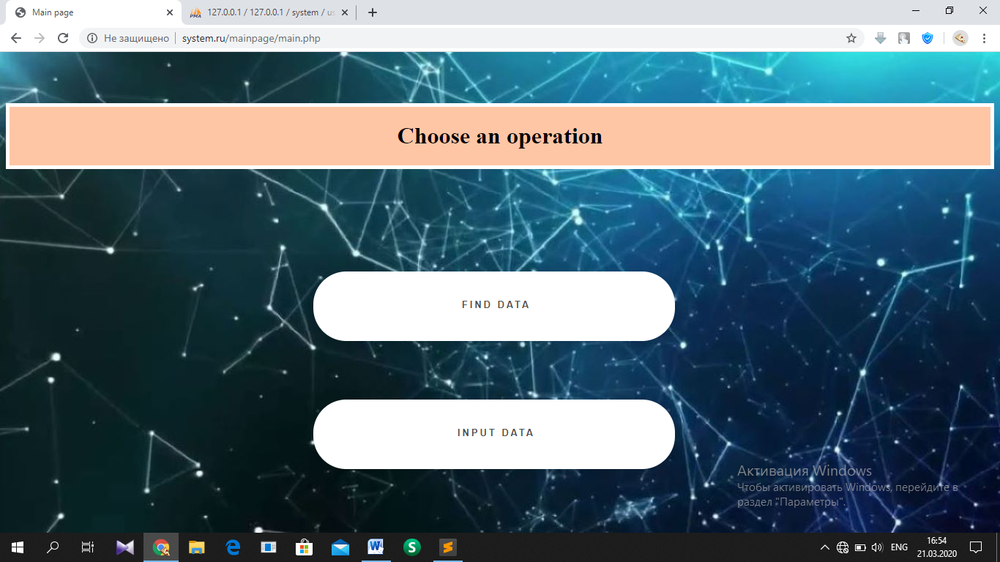 Main page
PMA
127.0.0.1 / 127.0.0.1 / system / us
Не защищено
system.ru/mainpage/main.php
Choose an operation
FIND DATA
INPUT DATA
Активация Windows
Чтобы активировать Windows, перейдите в
раздел "Параметры".
W
S
ENG
16:54
21.03.2020